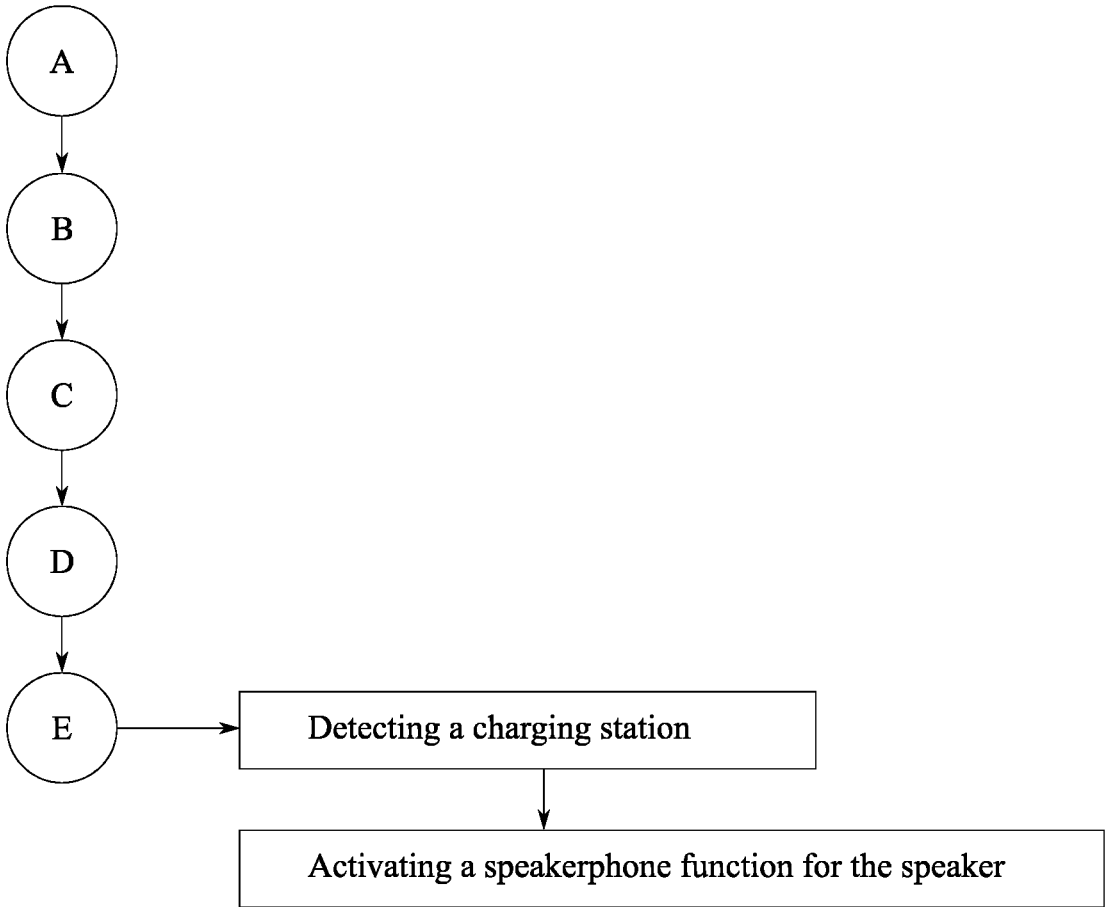 A
B
C
D
E
Detecting a charging station
Activating a speakerphone function for the speaker